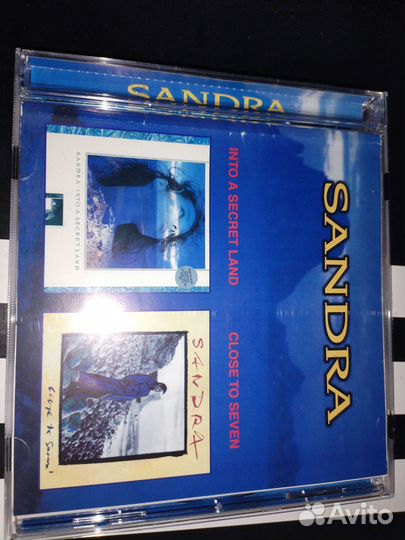 SANDRA
SANDRA
INTO A SECRET LAND
CLOSE TO SEVEN
SANDRA · INTO A SECRET LAND
SANDRA
close to seven
Avito